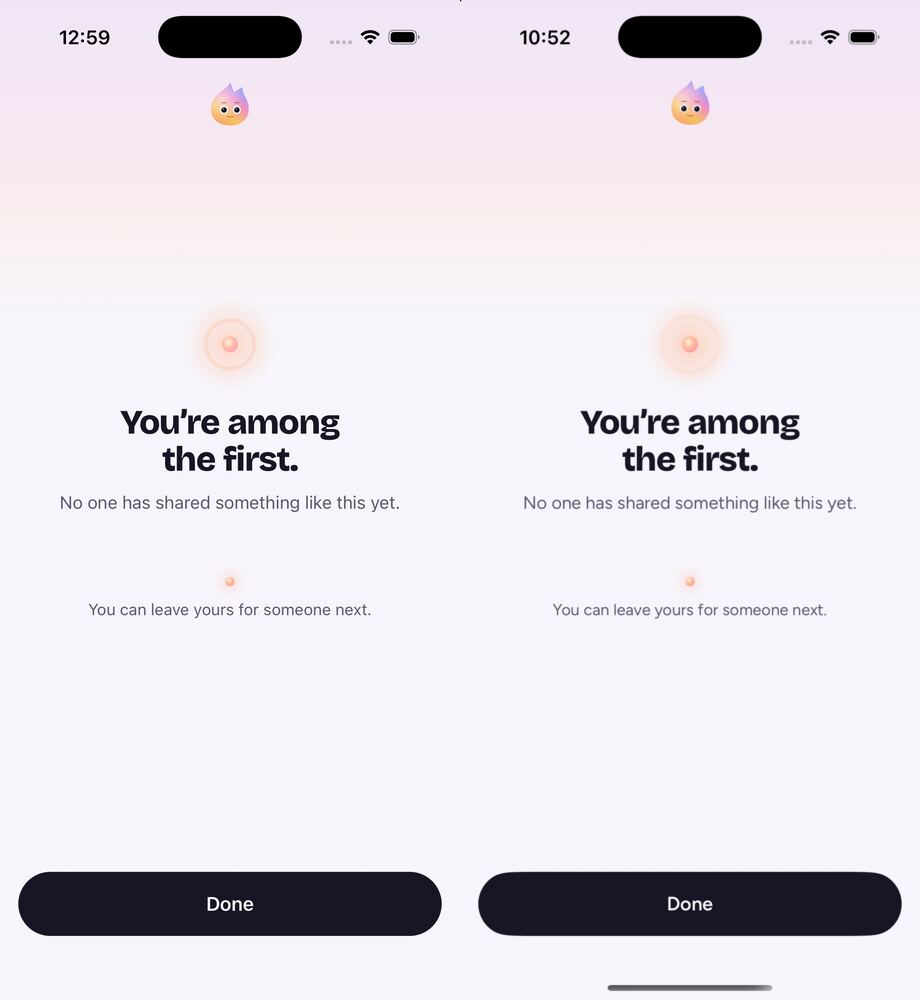 12:59
You're among
the first.
No one has shared something like this yet.
You can leave yours for someone next.
Done
10:52
You're among
the first.
No one has shared something like this yet.
You can leave yours for someone next.
Done